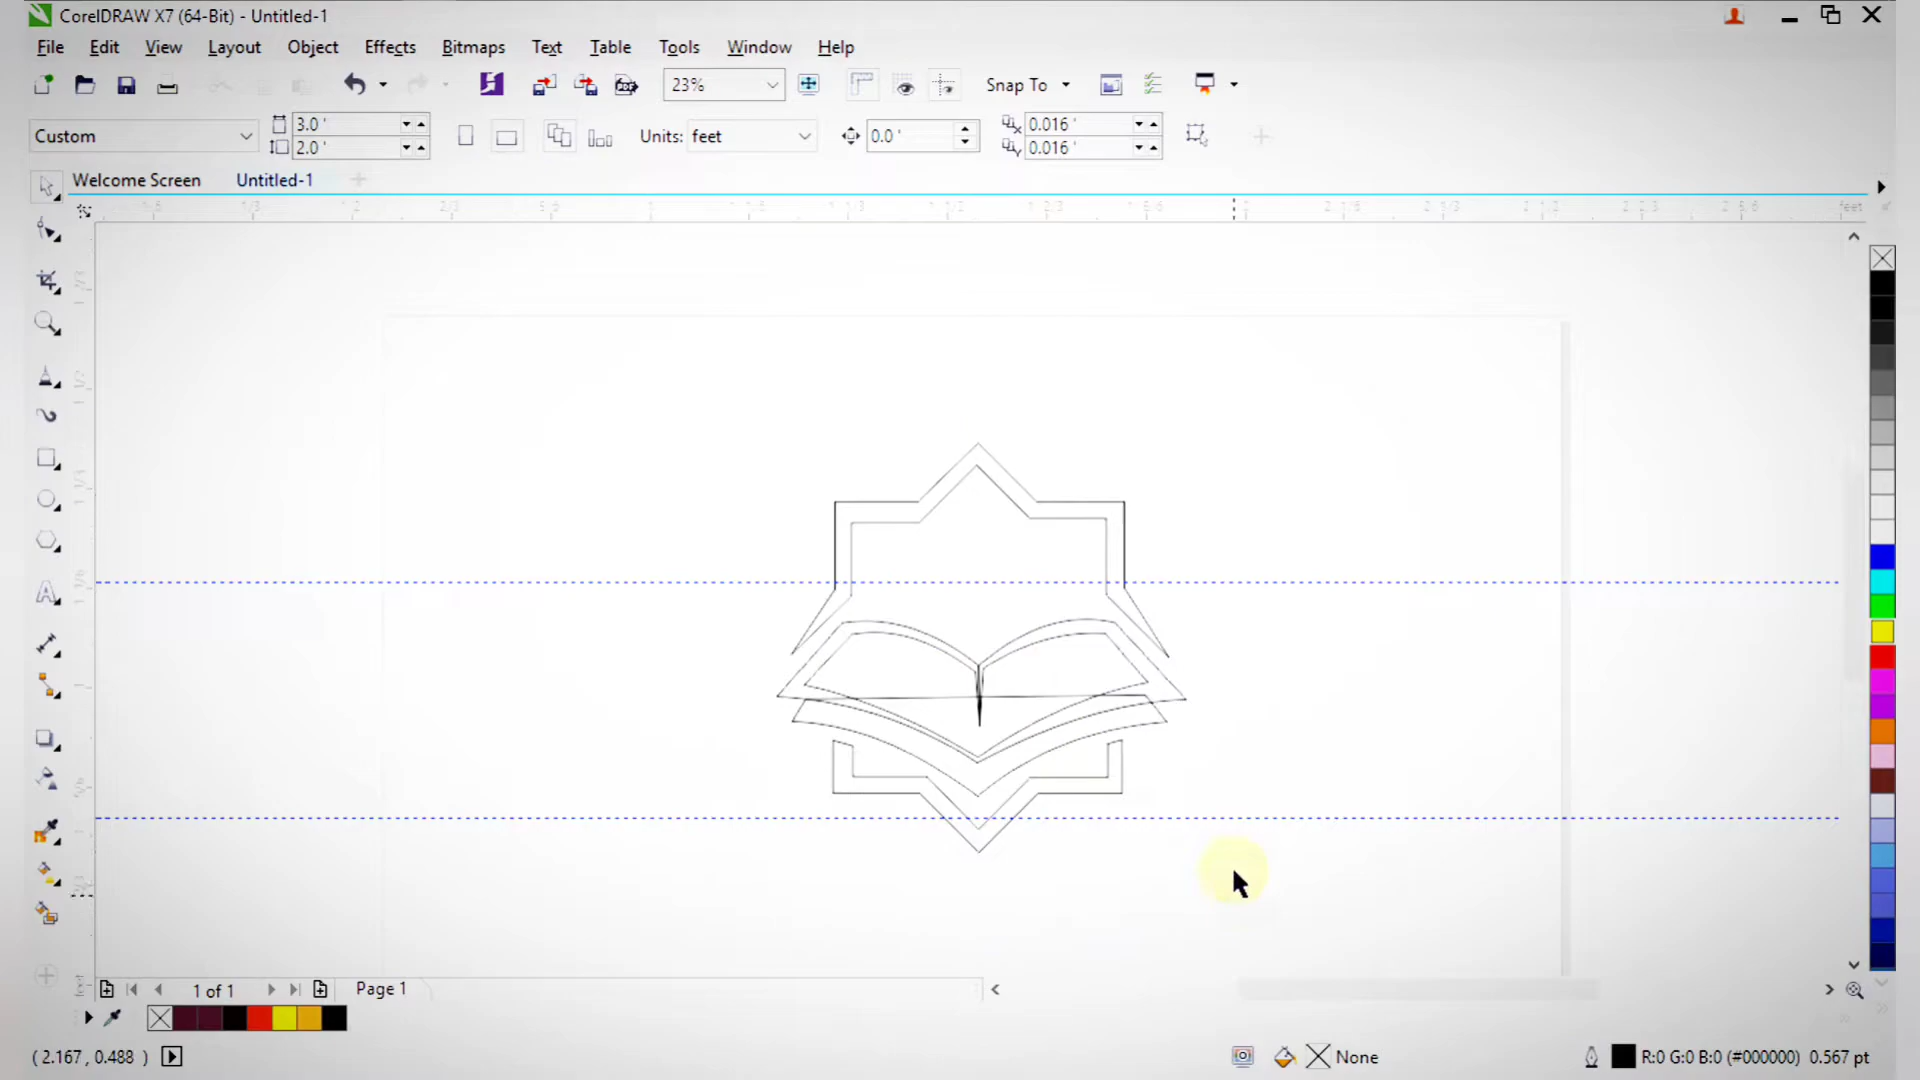 CorelDRAW X7 (64-Bit) - Untitled-1
File Edit View Layout Object Effects Bitmaps Text Table Tools Window Help
PDF 23% Snap To
Custom 3.0 ' 2.0 ' Units: feet 0.0 ' 0.016 ' 0.016 '
Welcome Screen Untitled-1
feet
1 of 1 Page 1
( 2.167, 0.488 ) None R:0 G:0 B:0 (#000000) 0.567 pt